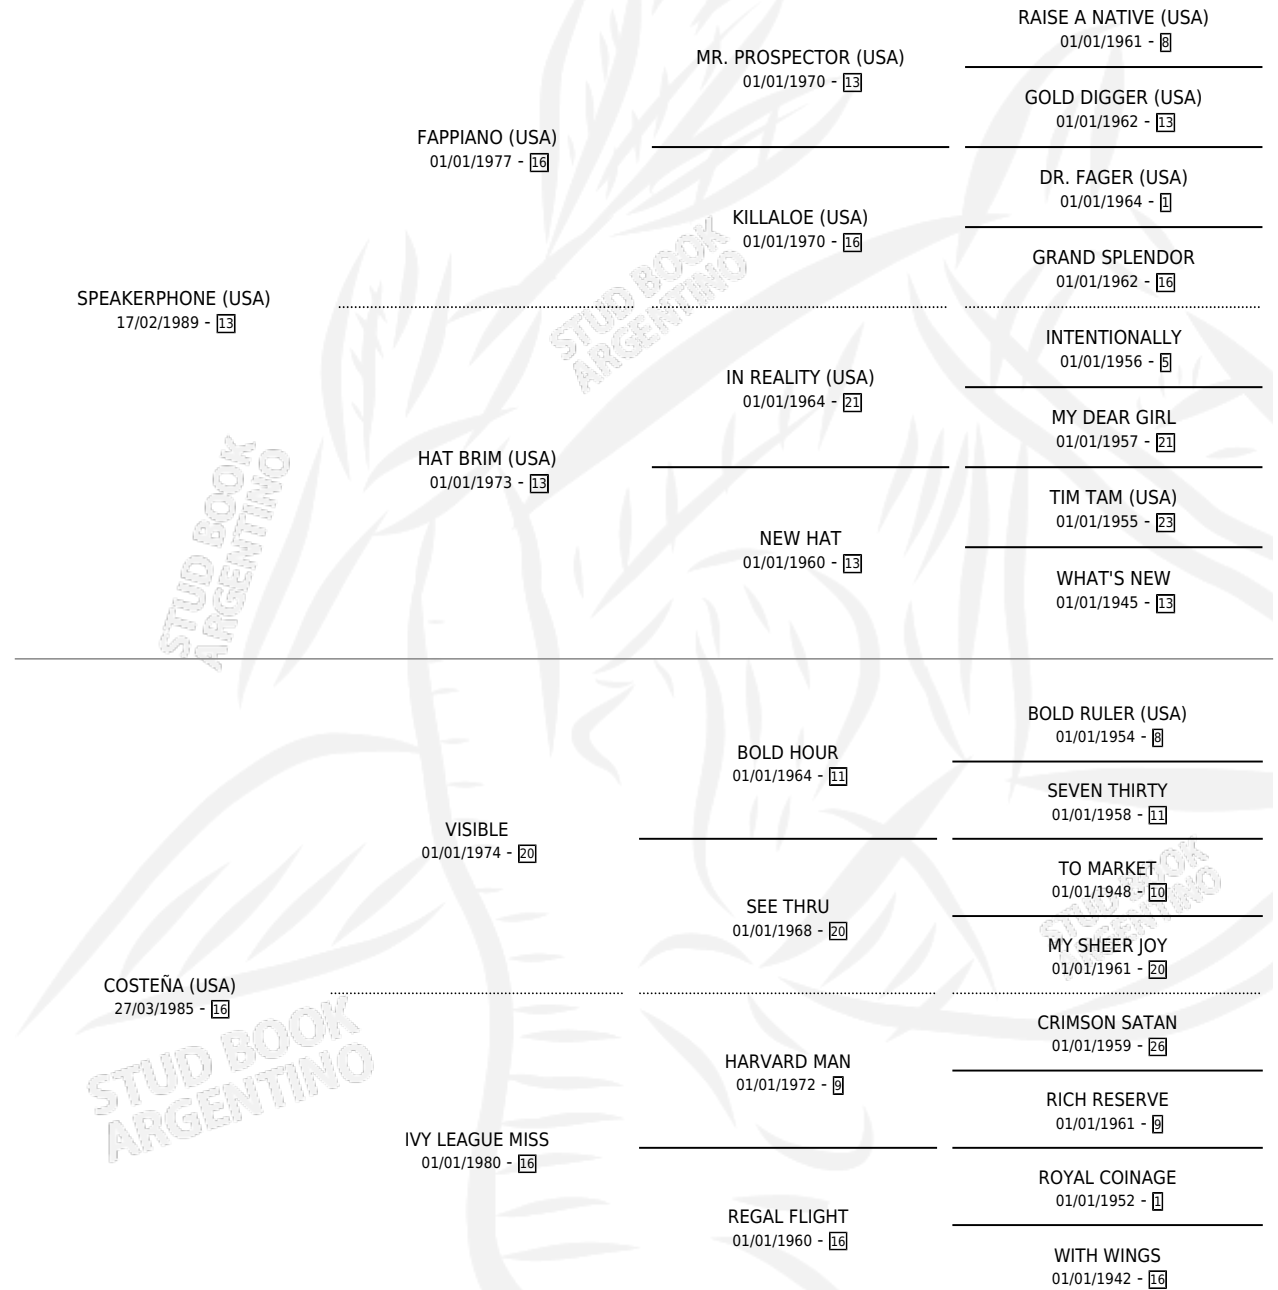 RAISE A NATIVE (USA)
01/01/1961 - 8
MR. PROSPECTOR (USA)
01/01/1970 - 13
GOLD DIGGER (USA)
01/01/1962 - 13
FAPPIANO (USA)
01/01/1977 - 16
DR. FAGER (USA)
01/01/1964 - 1
KILLALOE (USA)
01/01/1970 - 16
GRAND SPLENDOR
01/01/1962 - 16
SPEAKERPHONE (USA)
17/02/1989 - 13
STUD BOOK
ARGENTINO
INTENTIONALLY
01/01/1956 - 5
IN REALITY (USA)
01/01/1964 - 21
MY DEAR GIRL
01/01/1957 - 21
HAT BRIM (USA)
01/01/1973 - 13
TIM TAM (USA)
01/01/1955 - 23
NEW HAT
01/01/1960 - 13
WHAT'S NEW
01/01/1945 - 13
STUD BOOK
ARGENTINO
BOLD RULER (USA)
01/01/1954 - 8
BOLD HOUR
01/01/1964 - 11
SEVEN THIRTY
01/01/1958 - 11
VISIBLE
01/01/1974 - 20
TO MARKET
01/01/1948 - 10
SEE THRU
01/01/1968 - 20
MY SHEER JOY
01/01/1961 - 20
STUD BOOK
ARGENTINO
COSTEÑA (USA)
27/03/1985 - 16
CRIMSON SATAN
01/01/1959 - 26
HARVARD MAN
01/01/1972 - 9
RICH RESERVE
01/01/1961 - 9
IVY LEAGUE MISS
01/01/1980 - 16
ROYAL COINAGE
01/01/1952 - 1
REGAL FLIGHT
01/01/1960 - 16
WITH WINGS
01/01/1942 - 16
STUD BOOK
ARGENTINO